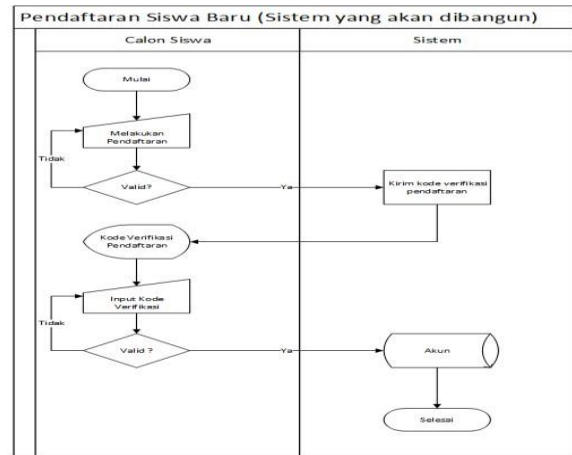 Pendaftaran Siswa Baru (Sistem yang akan dibangun)
Calon Siswa
Sistem
Mulai
Melakukan
Pendaftaran
Tidak
Valid?
Ya
Kirim kode verifikasi
pendaftaran
Kode Verifikasi
Pendaftaran
Input Kode
Verifikasi
Tidak
Valid ?
Ya
Akun
Selesai